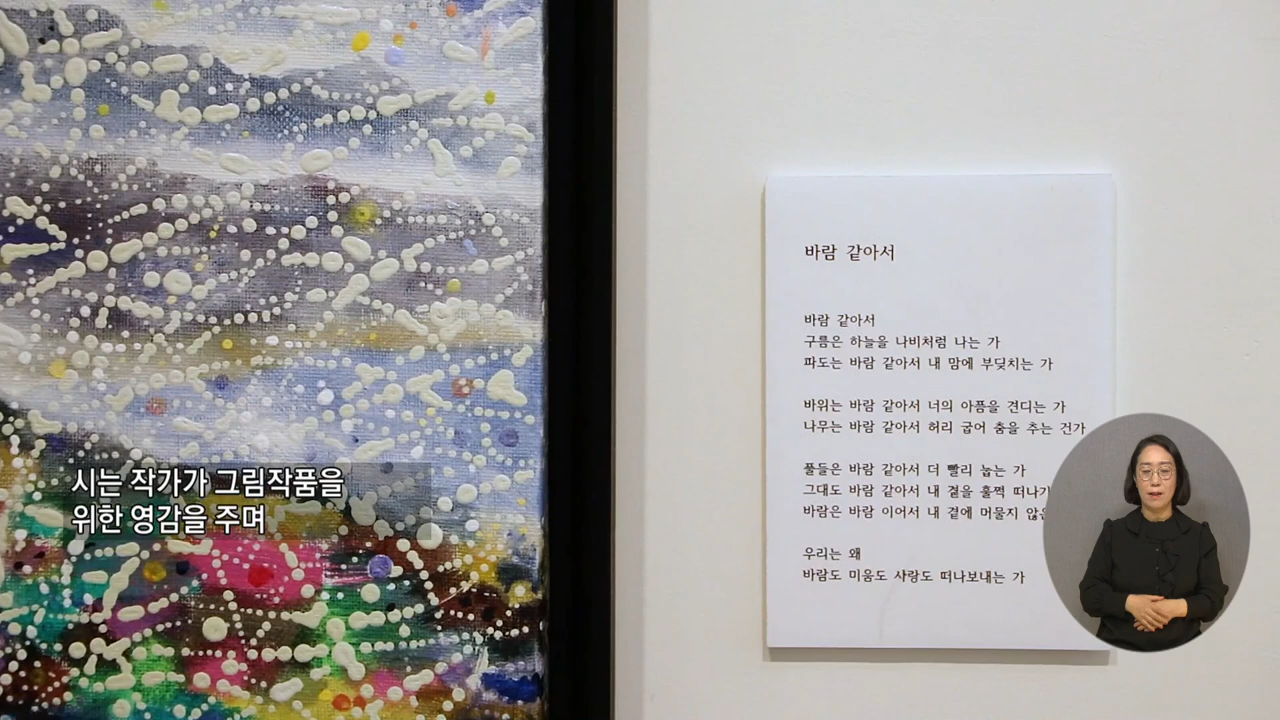 바람 같아서
바람 같아서
구름은 하늘을 나비처럼 나는 가
파도는 바람 같아서 내 맘에 부딪치는 가
바위는 바람 같아서 너의 아픔을 견디는 가
나무는 바람 같아서 허리 굽어 춤을 추는 건가
풀들은 바람 같아서 더 빨리 눕는 가
그대도 바람 같아서 내 곁을 훌쩍
바람은 바람 이어서 내 곁에 머물지
우리는 왜
바람도 미움도 사랑도 떠나보내는 가
시는 작가가 그림작품을
위한 영감을 주며